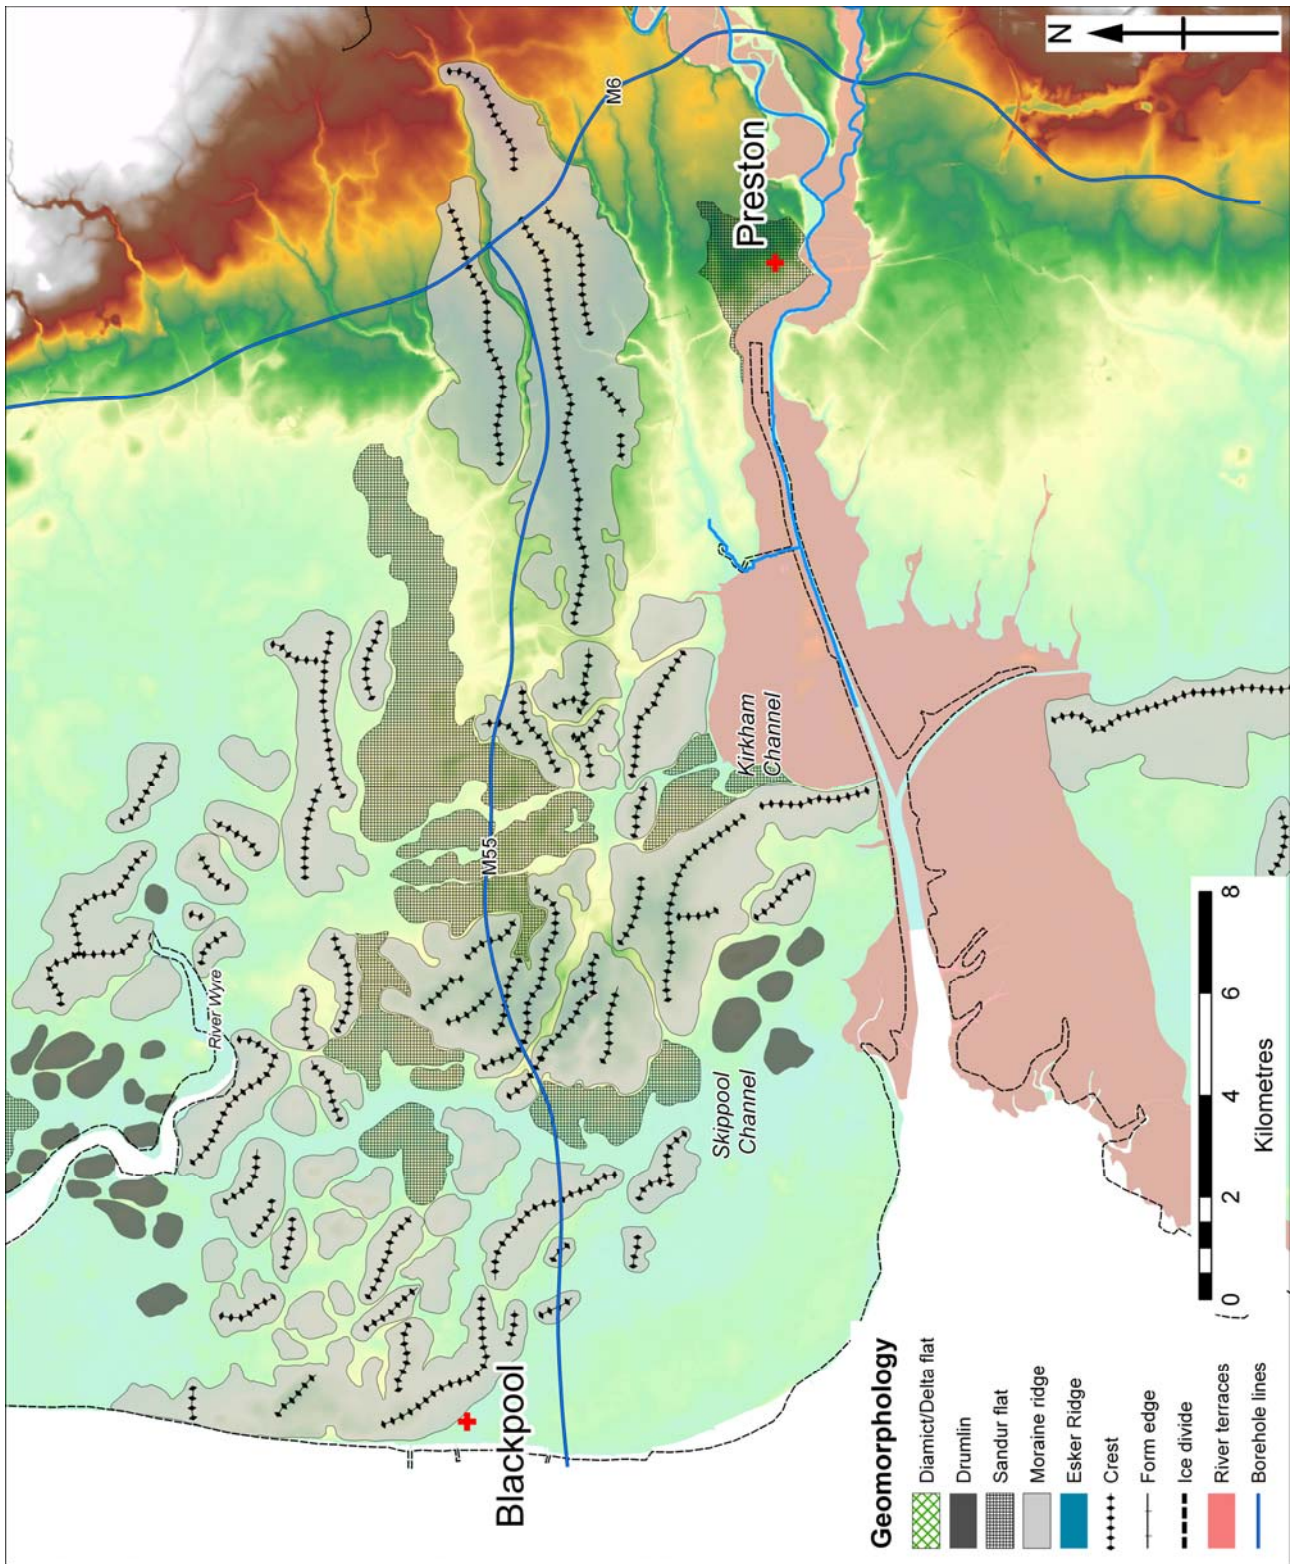 N
M6
Preston
Kirkham
Channel
M55
River Wyre
Skippool
Channel
Blackpool
0
2
4
6
8
Kilometres
Geomorphology
Diamict/Delta flat
Drumlin
Sandur flat
Moraine ridge
Esker Ridge
Crest
Form edge
Ice divide
River terraces
Borehole lines